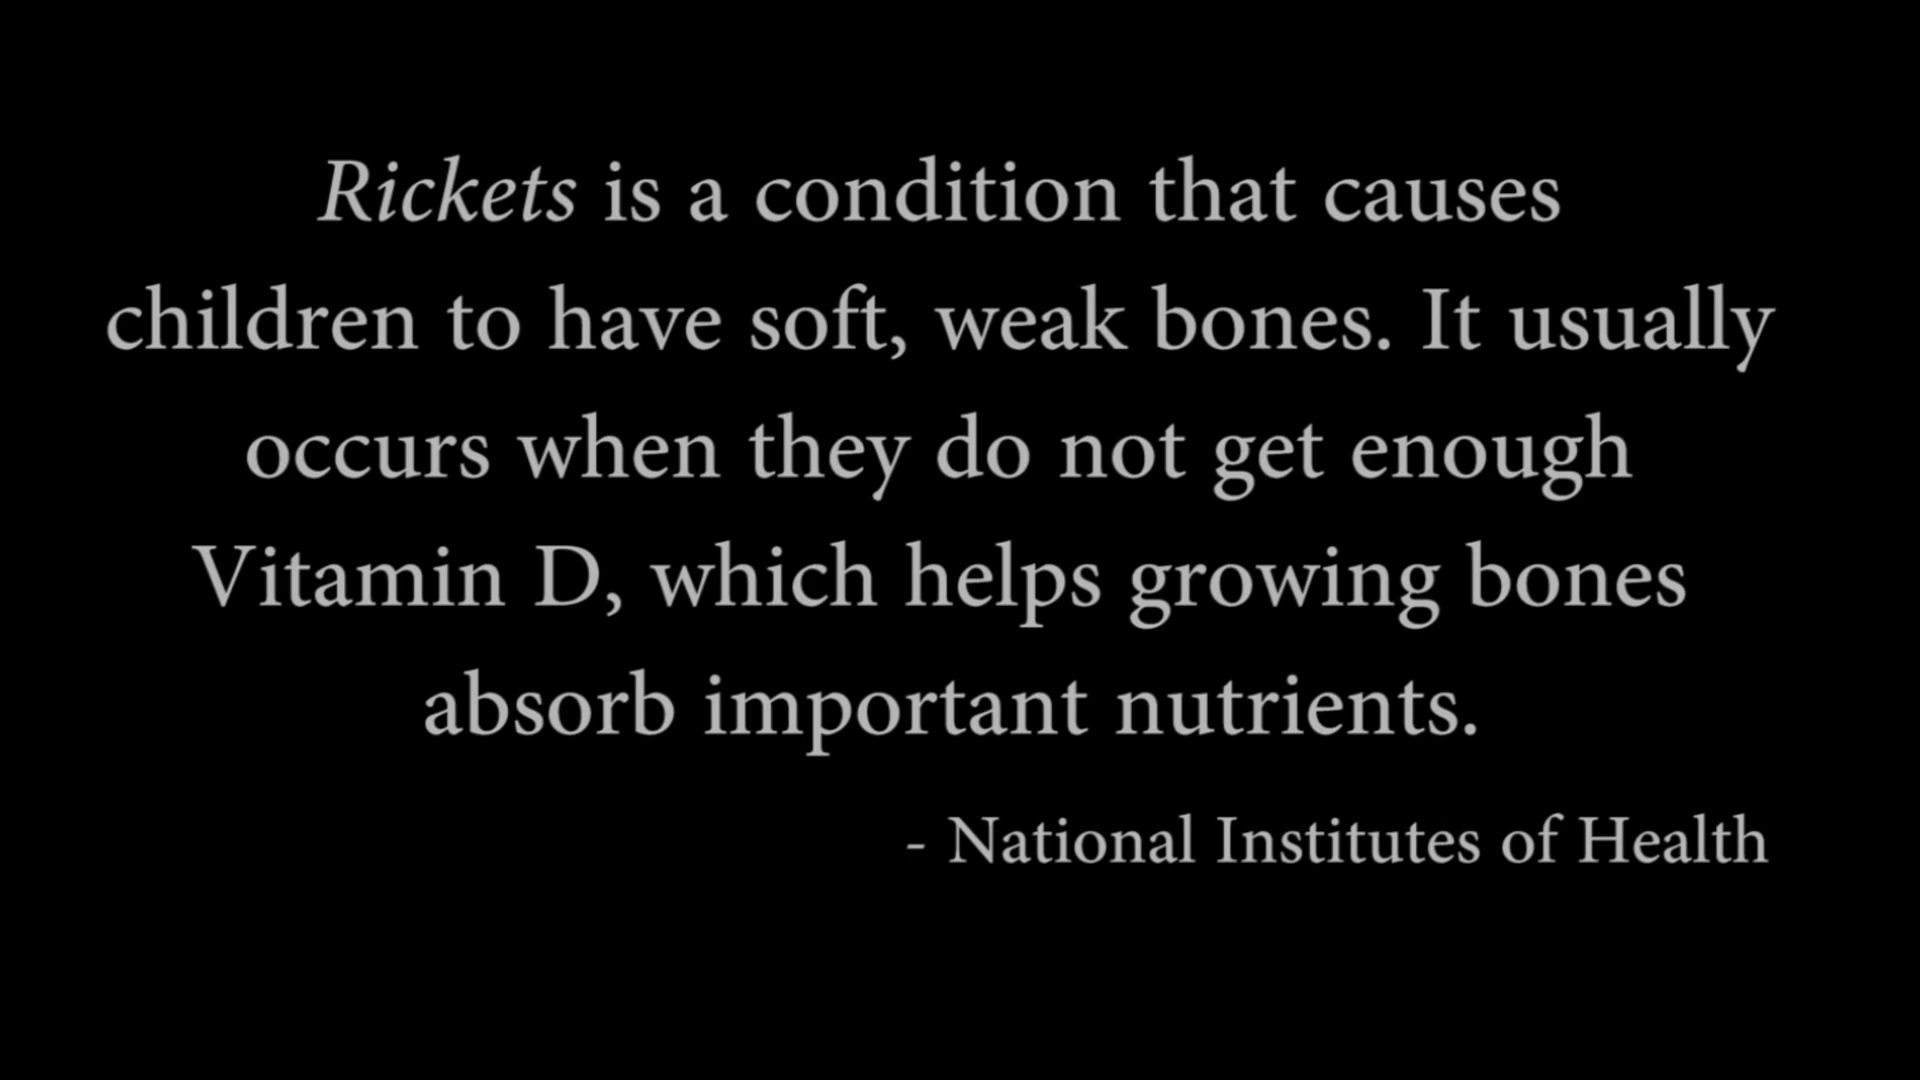 Rickets is a condition that causes
children to have soft, weak bones. It usually
occurs when they do not get enough
Vitamin D, which helps growing bones
absorb important nutrients.
- National Institutes of Health